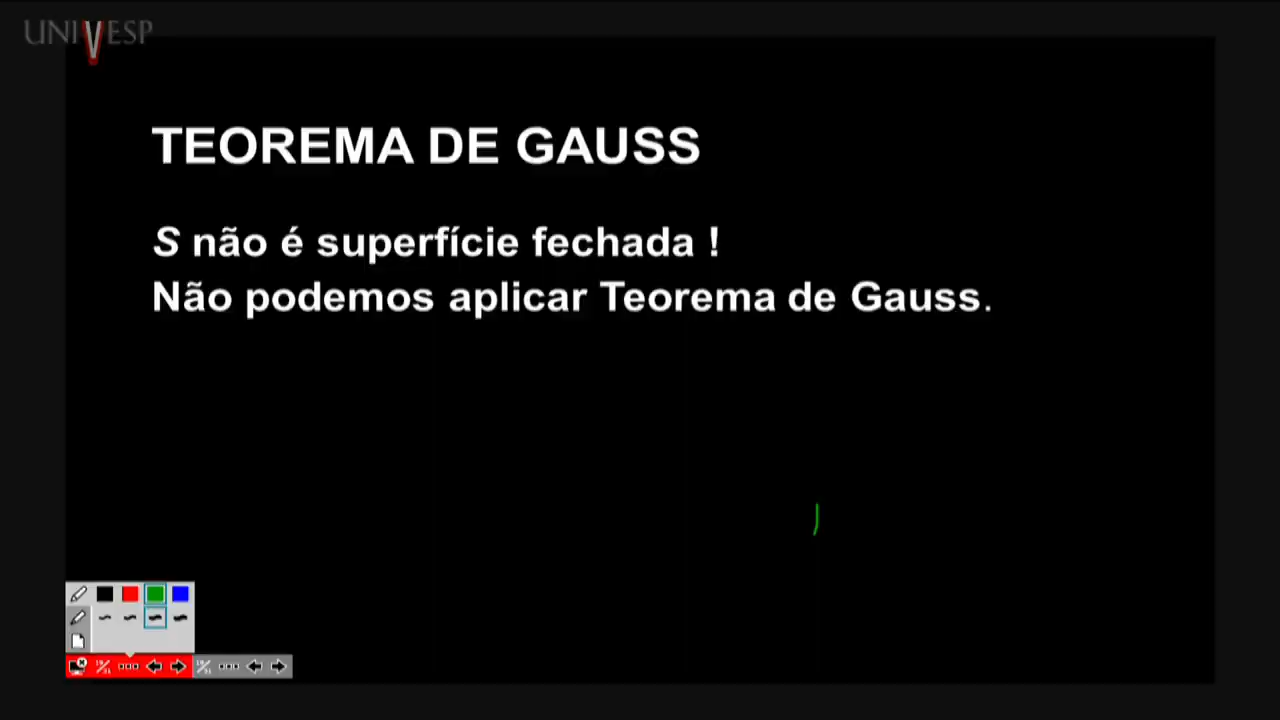 UNIVESP
TEOREMA DE GAUSS
S não é superfície fechada !
Não podemos aplicar Teorema de Gauss.